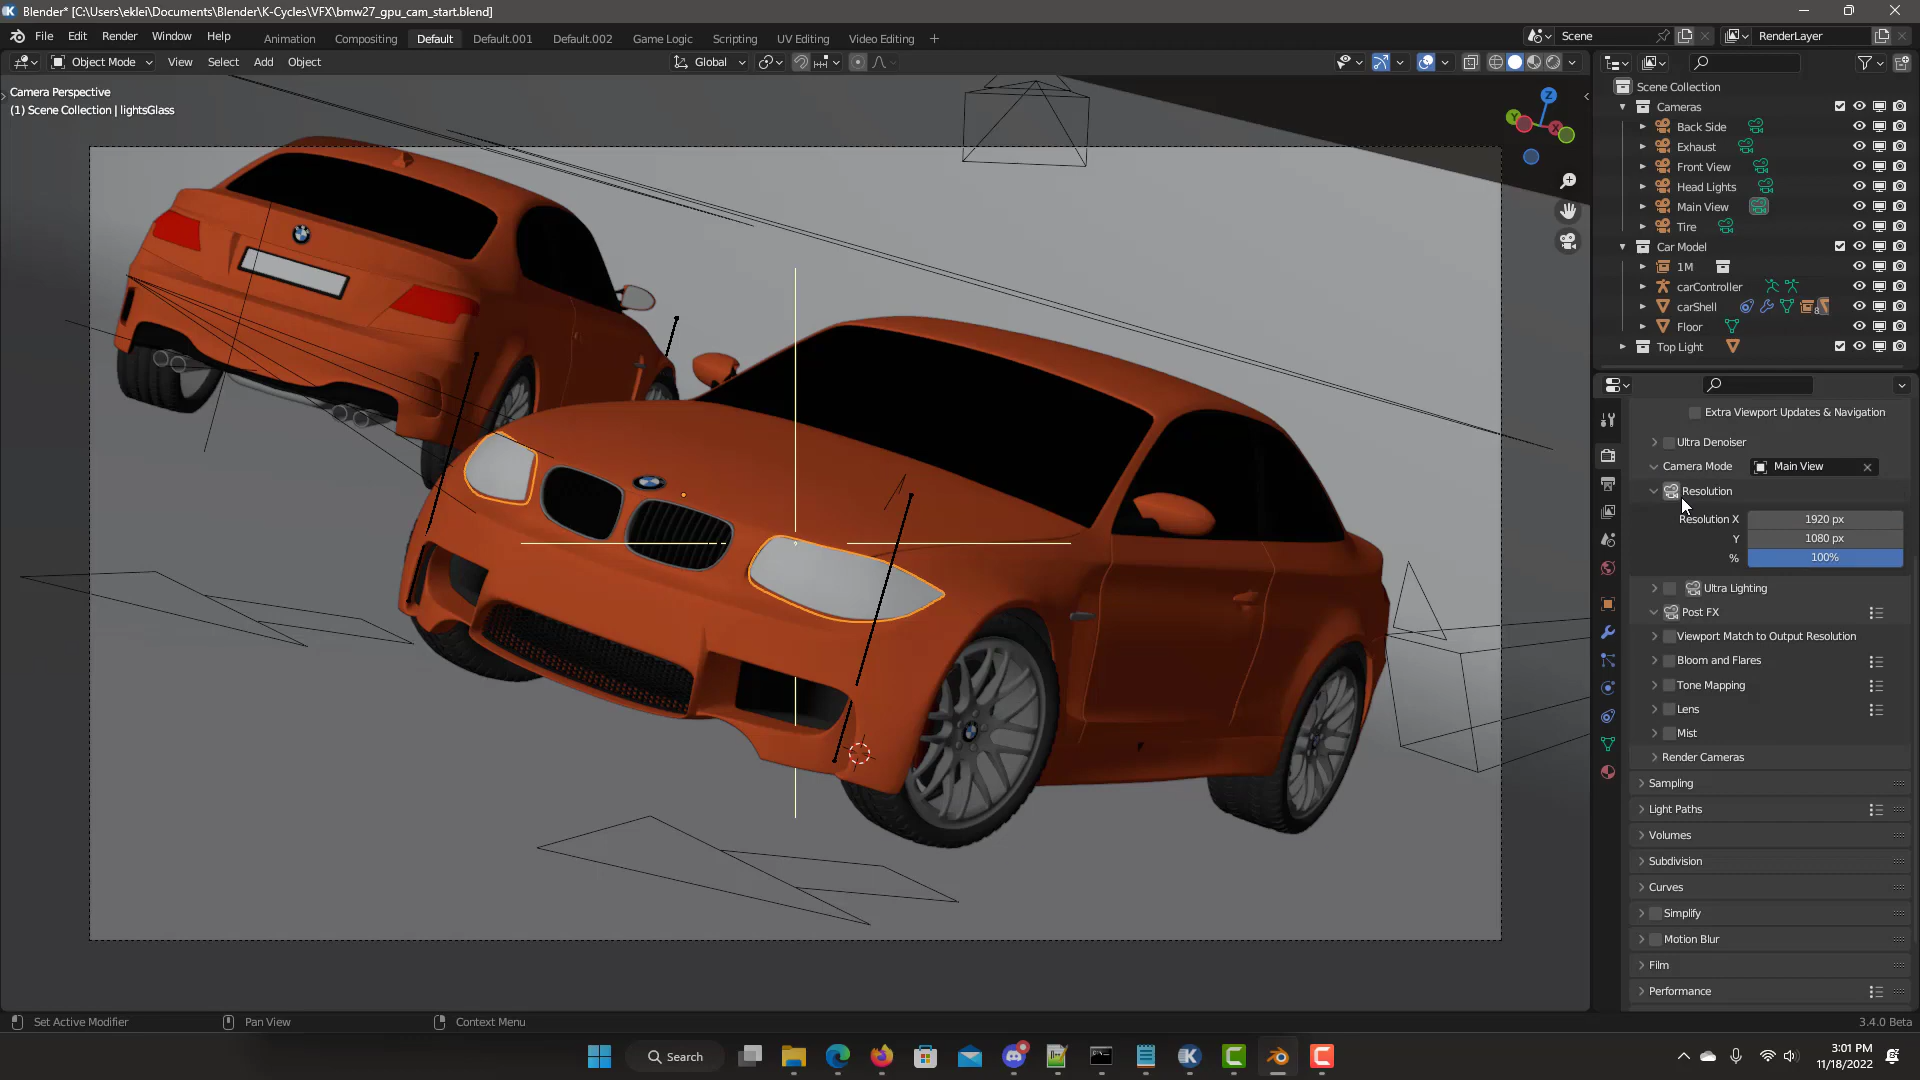 Blender* [C:\Users\eklei\Documents\Blender\K-Cycles\VFX\bmw27_gpu_cam_start.blend]
File Edit Render Window Help Animation Compositing Default Default.001 Default.002 Game Logic Scripting UV Editing Video Editing + Scene RenderLayer
Object Mode View Select Add Object Global
Camera Perspective
(1) Scene Collection | lightsGlass
Z
Y
X
Scene Collection
Cameras
Back Side
Exhaust
Front View
Head Lights
Main View
Tire
Car Model
1M
carController
carShell 8
Floor
Top Light
Extra Viewport Updates & Navigation
Ultra Denoiser
Camera Mode Main View
Resolution
Resolution X 1920 px
Y 1080 px
% 100%
Ultra Lighting
Post FX
Viewport Match to Output Resolution
Bloom and Flares
Tone Mapping
Lens
Mist
Render Cameras
Sampling
Light Paths
Volumes
Subdivision
Curves
Simplify
Motion Blur
Film
Performance
Set Active Modifier Pan View Context Menu 3.4.0 Beta
Search 3:01 PM
11/18/2022